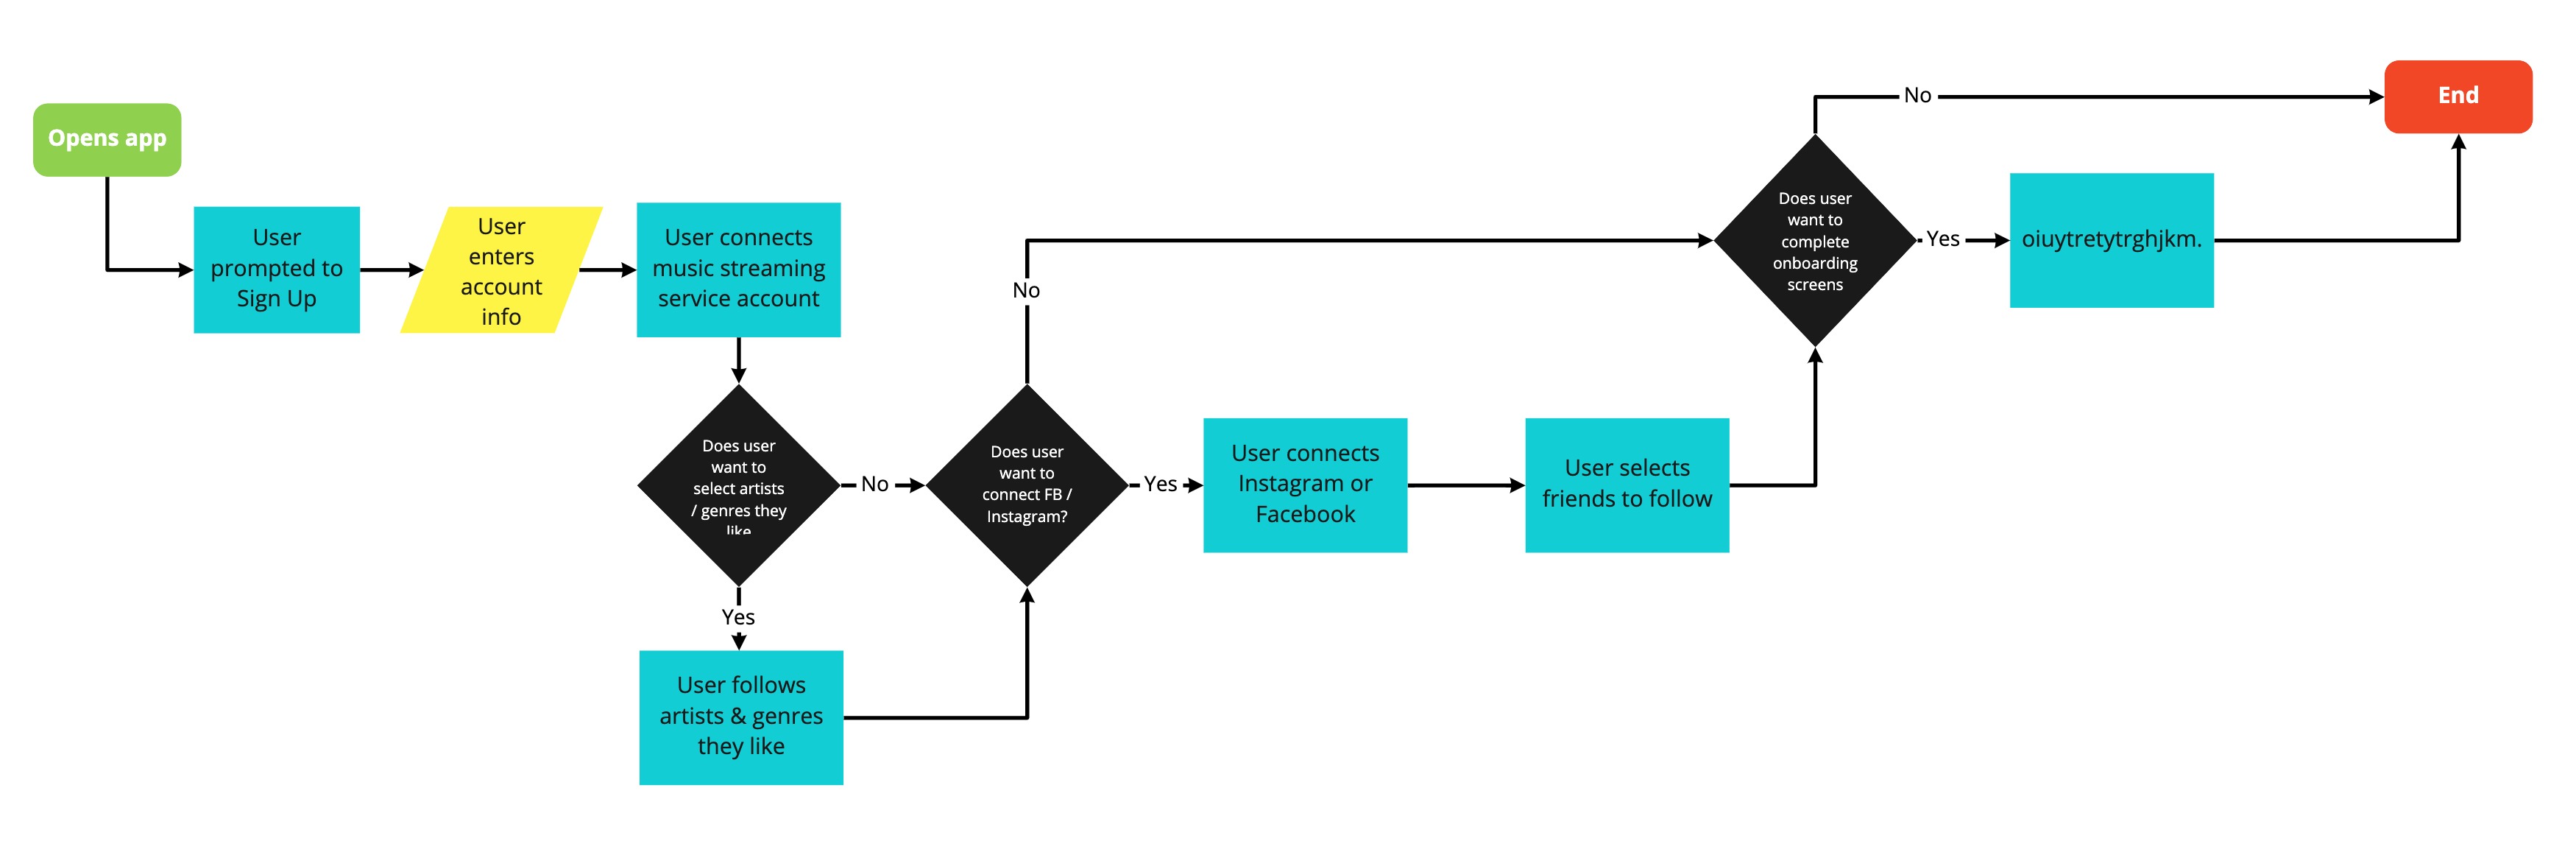 Opens app
User
prompted to
Sign Up
User
enters
account
info
User connects
music streaming
service account
Does user
want to
select artists
/ genres they
like
Yes
User follows
artists & genres
they like
No
Does user
want to
connect FB /
Instagram?
No
Yes
User connects
Instagram or
Facebook
User selects
friends to follow
Does user
want to
complete
onboarding
screens
No
Yes
oiuytretytrghjkm.
End